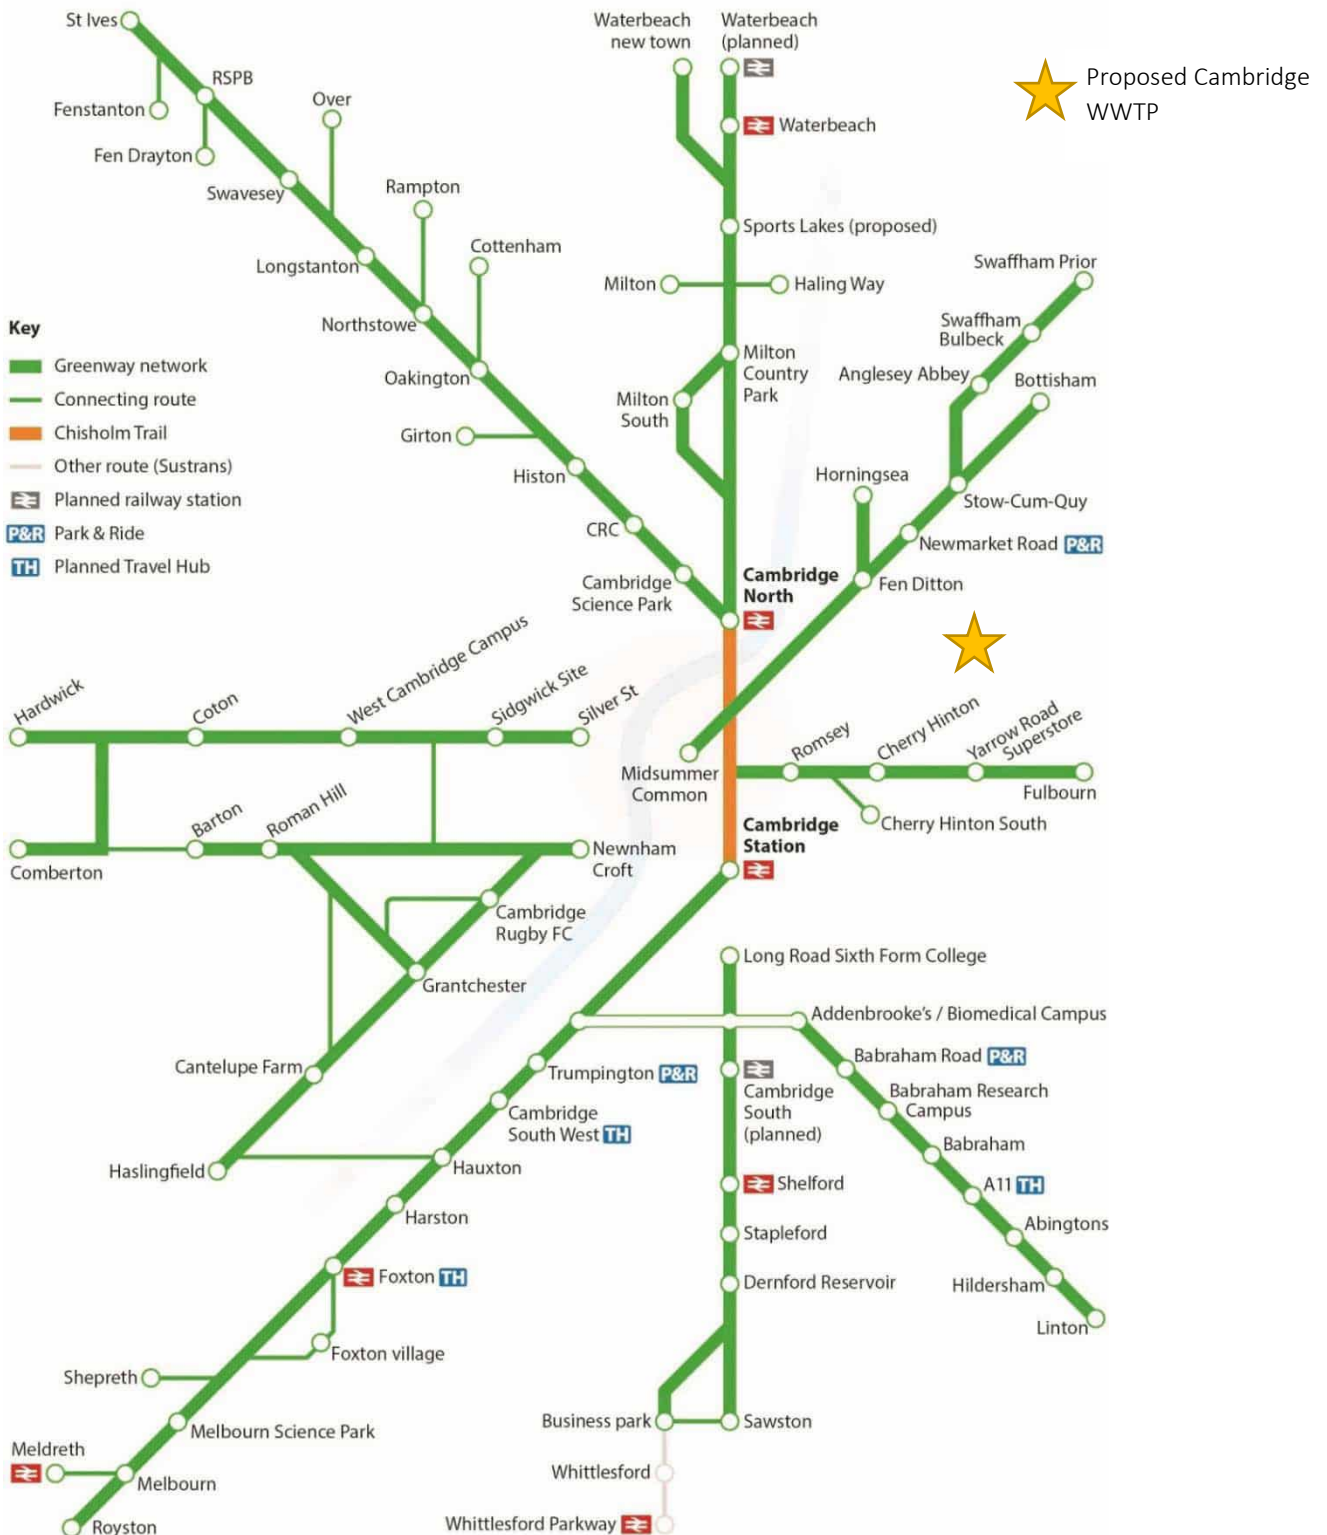 St Ives
Waterbeach
new town
Waterbeach
(planned)
Proposed Cambridge
WWTP
RSPB
Fenstanton
Over
Waterbeach
Fen Drayton
Swavesey
Rampton
Sports Lakes (proposed)
Cottenham
Longstanton
Swaffham Prior
Milton
Haling Way
Northstowe
Swaffham
Bulbeck
Key
Greenway network
Connecting route
Chisholm Trail
Other route (Sustrans)
Planned railway station
P&R Park & Ride
TH Planned Travel Hub
Oakington
Milton
Country
Park
Anglesey Abbey
Bottisham
Milton
South
Girton
Histon
Horningsea
Stow-Cum-Quy
CRC
Newmarket Road P&R
Cambridge
Science Park
Cambridge
North
Fen Ditton
Hardwick
Coton
West Cambridge Campus
Sidgwick Site
Silver St
Midsummer
Common
Romsey
Cherry Hinton
Yarrow Road
Superstore
Fulbourn
Cherry Hinton South
Barton
Roman Hill
Comberton
Newnham
Croft
Cambridge
Station
Cambridge
Rugby FC
Grantchester
Long Road Sixth Form College
Addenbrooke's / Biomedical Campus
Cantelupe Farm
Trumpington P&R
Babraham Road P&R
Cambridge
South
(planned)
Babraham Research
Campus
Cambridge
South West TH
Babraham
Haslingfield
Hauxton
Shelford
A11 TH
Harston
Stapleford
Abingtons
Foxton TH
Dernford Reservoir
Hildersham
Linton
Foxton village
Shepreth
Melbourn Science Park
Business park
Sawston
Meldreth
Melbourn
Whittlesford
Royston
Whittlesford Parkway